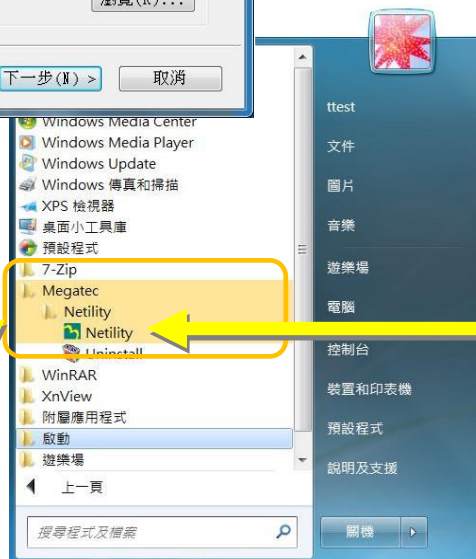 瀏覽(R)...
下一步(N) >
取消
Windows Media Center
Windows Media Player
Windows Update
Windows 傳真和掃描
XPS 檢視器
桌面小工具庫
預設程式
7-Zip
Megatec
Netility
Netility
Uninstall
WinRAR
XnView
附屬應用程式
啟動
遊樂場
上一頁
搜尋程式及檔案
ttest
文件
圖片
音樂
遊樂場
電腦
控制台
裝置和印表機
預設程式
說明及支援
關機